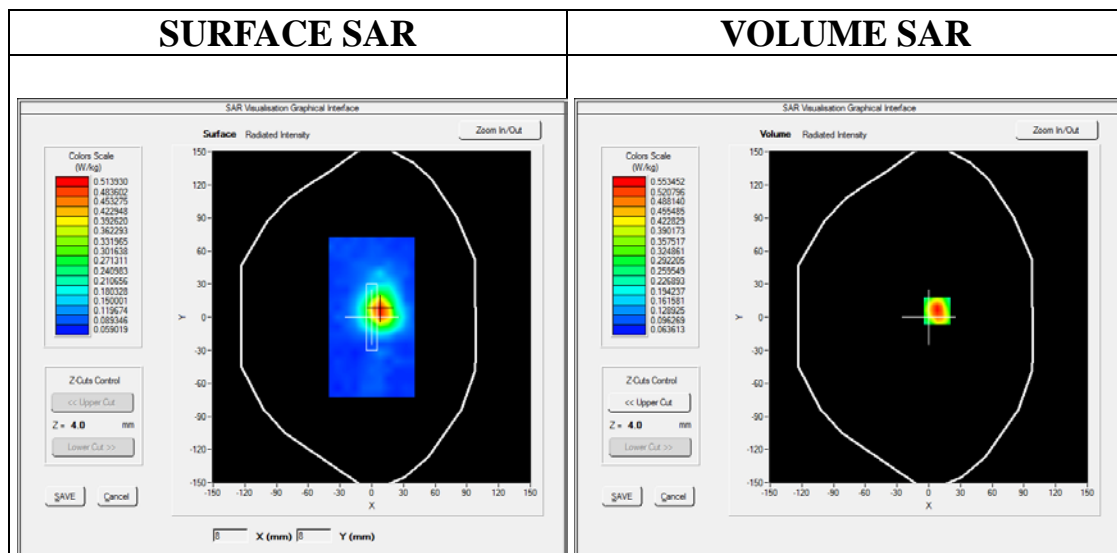 SURFACE SAR
VOLUME SAR
SAR Visualisation Graphical Interface
Surface Radiated Intensity
Zoom In/Out
Colors Scale
(W/kg)
0.513930
0.483602
0.453275
0.422948
0.392620
0.362293
0.331965
0.301638
0.271311
0.240983
0.210656
0.180328
0.150001
0.119674
0.089346
0.059019
Z-Cuts Control
<< Upper Cut
Z = 4.0 mm
Lower Cut >>
SAVE Cancel
150
120
90
60
30
0
-30
-60
-90
-120
-150
Y
-150 -120 -90 -60 -30 0 30 60 90 120 150
X
8 X (mm) 8 Y (mm)
SAR Visualisation Graphical Interface
Volume Radiated Intensity
Zoom In/Out
Colors Scale
(W/kg)
0.553452
0.520796
0.488140
0.455485
0.422829
0.390173
0.357517
0.324861
0.292205
0.259549
0.226893
0.194237
0.161581
0.128925
0.096269
0.063613
Z-Cuts Control
<< Upper Cut
Z = 4.0 mm
Lower Cut >>
SAVE Cancel
150
120
90
60
30
0
-30
-60
-90
-120
-150
Y
-150 -120 -90 -60 -30 0 30 60 90 120 150
X